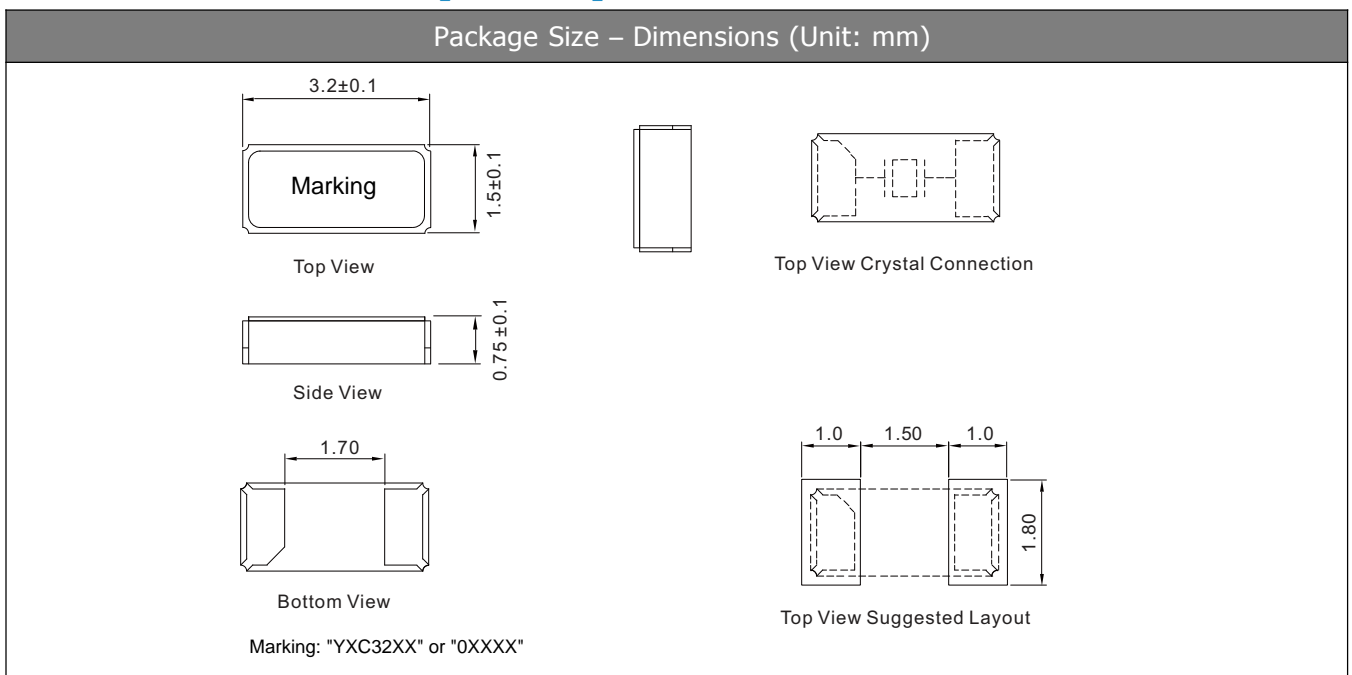 Package Size – Dimensions (Unit: mm)
3.2±0.1
Marking
1.5±0.1
Top View
Top View Crystal Connection
0.75±0.1
Side View
1.70
Bottom View
1.0 1.50 1.0
1.80
Top View Suggested Layout
Marking: "YXC32XX" or "0XXXX"